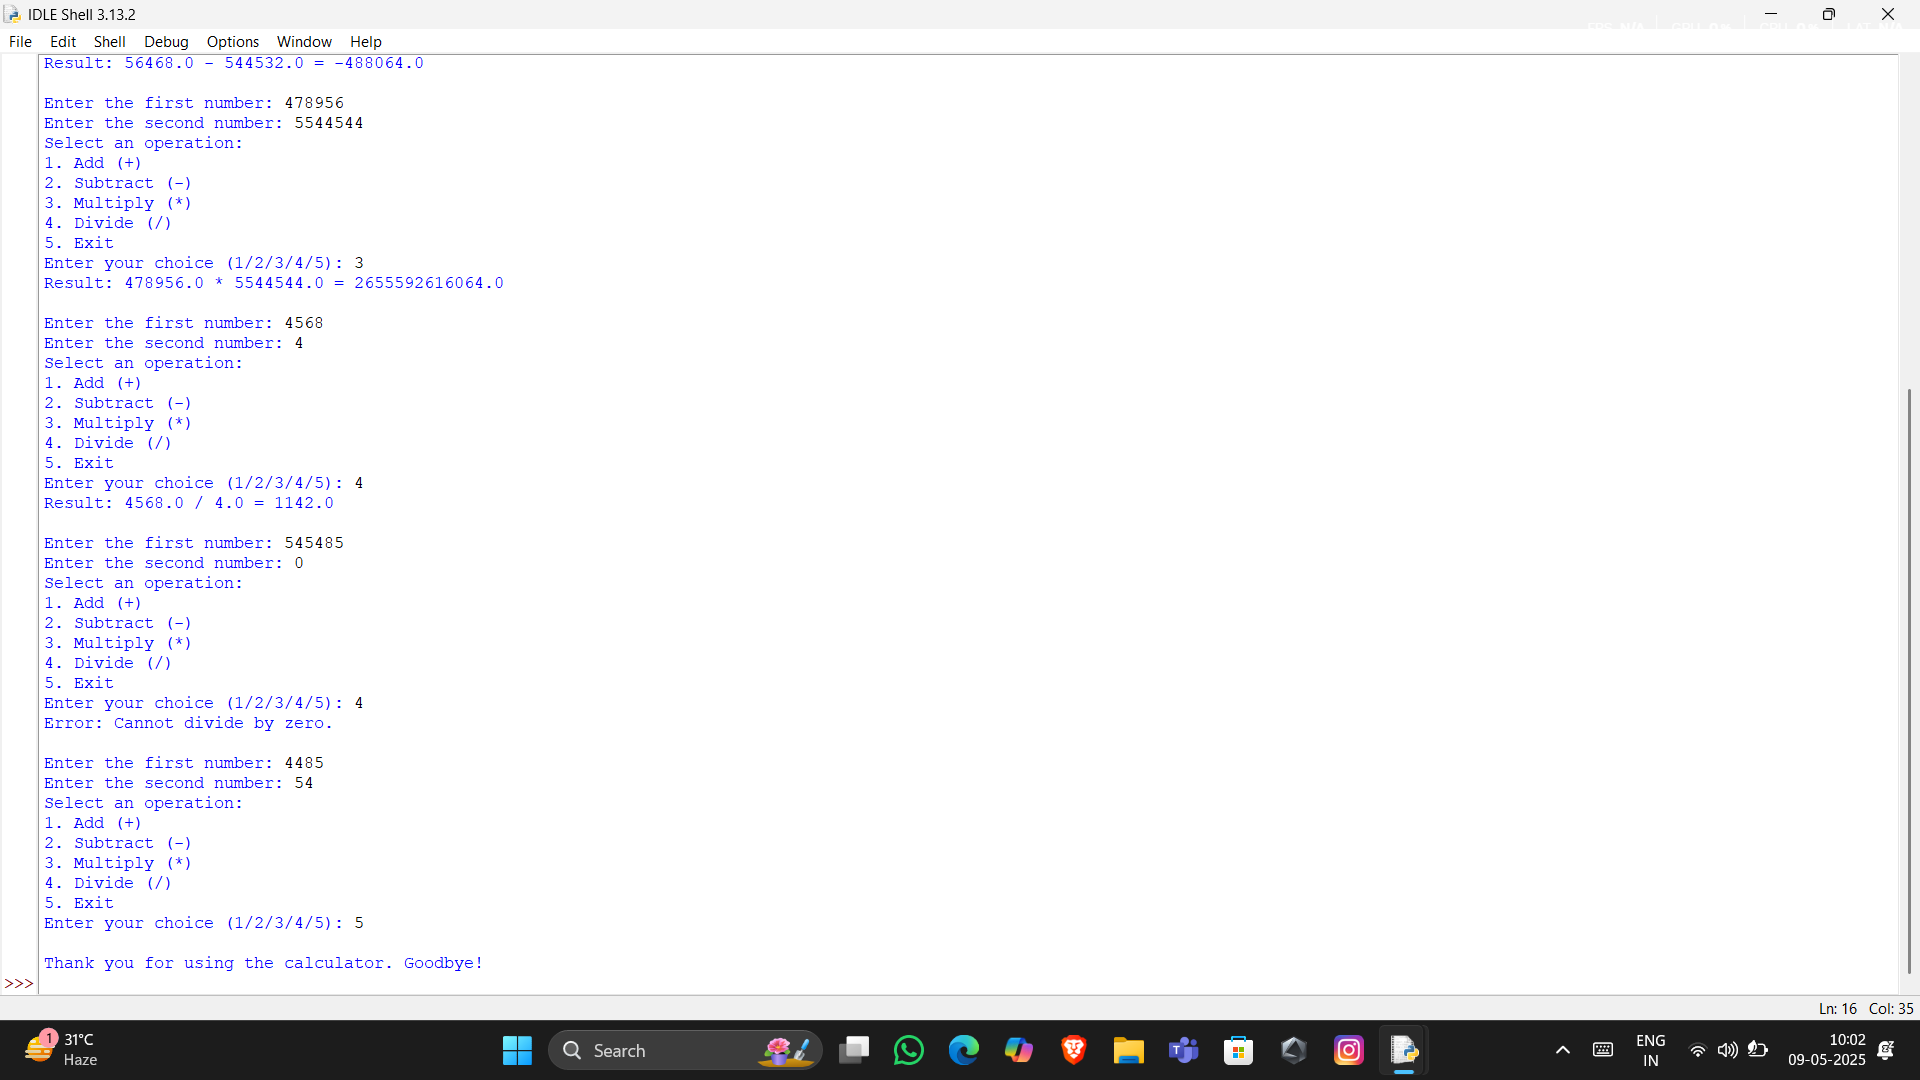 IDLE Shell 3.13.2
File Edit Shell Debug Options Window Help
Result: 56468.0 - 544532.0 = -488064.0
Enter the first number: 478956
Enter the second number: 5544544
Select an operation:
1. Add (+)
2. Subtract (-)
3. Multiply (*)
4. Divide (/)
5. Exit
Enter your choice (1/2/3/4/5): 3
Result: 478956.0 * 5544544.0 = 2655592616064.0
Enter the first number: 4568
Enter the second number: 4
Select an operation:
1. Add (+)
2. Subtract (-)
3. Multiply (*)
4. Divide (/)
5. Exit
Enter your choice (1/2/3/4/5): 4
Result: 4568.0 / 4.0 = 1142.0
Enter the first number: 545485
Enter the second number: 0
Select an operation:
1. Add (+)
2. Subtract (-)
3. Multiply (*)
4. Divide (/)
5. Exit
Enter your choice (1/2/3/4/5): 4
Error: Cannot divide by zero.
Enter the first number: 4485
Enter the second number: 54
Select an operation:
1. Add (+)
2. Subtract (-)
3. Multiply (*)
4. Divide (/)
5. Exit
Enter your choice (1/2/3/4/5): 5
Thank you for using the calculator. Goodbye!
>>>
Ln: 16 Col: 35
1
31°C
Haze
Search
ENG
IN
10:02
09-05-2025